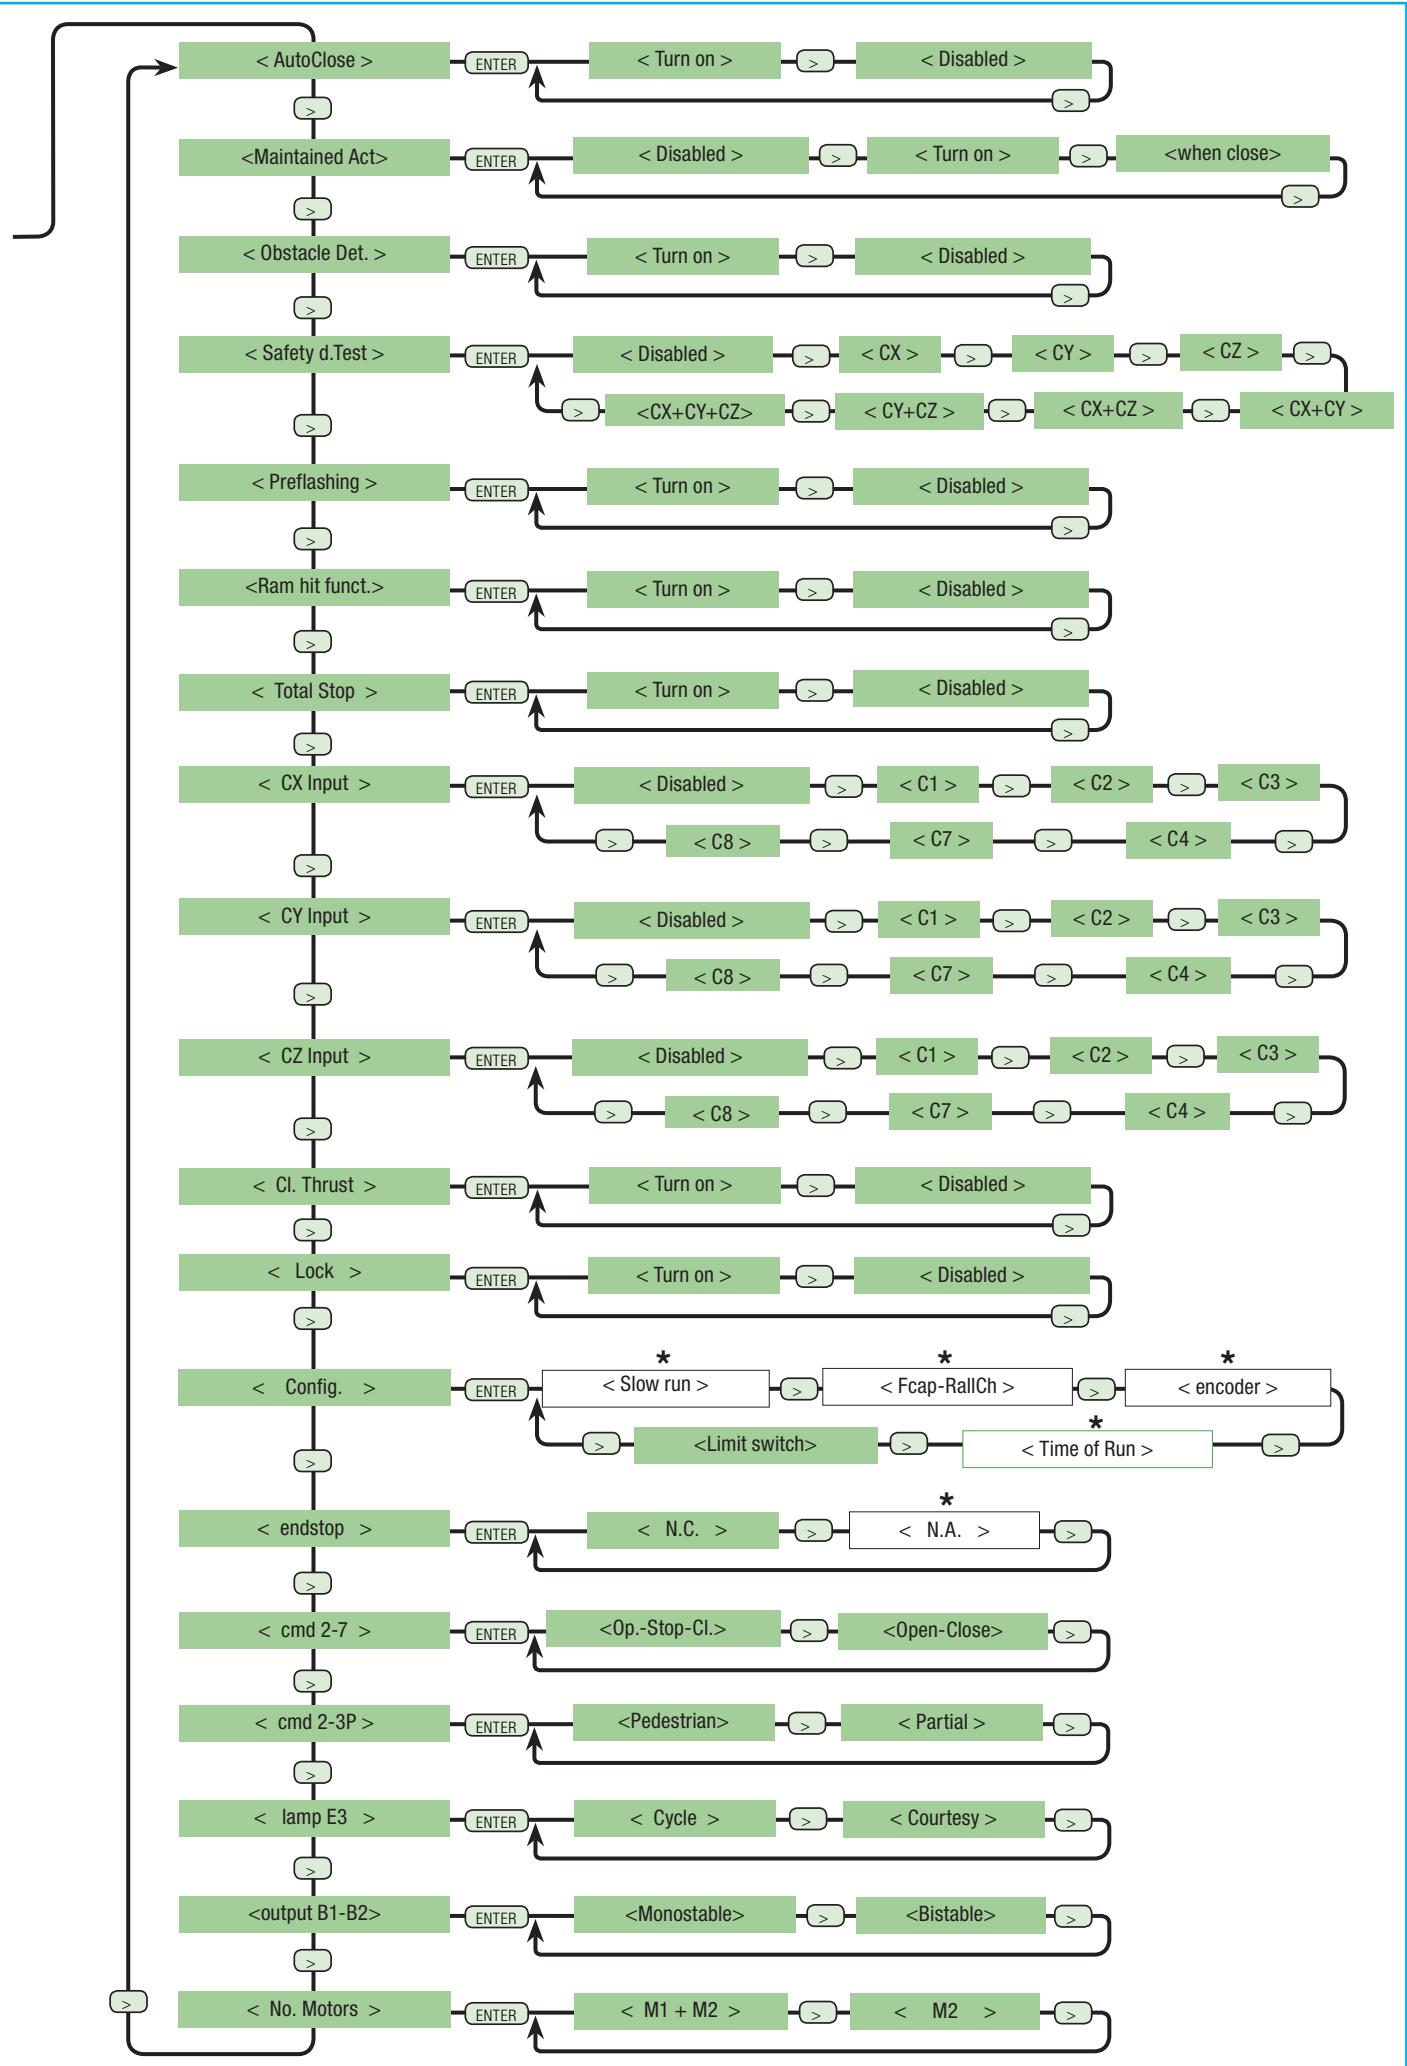 < AutoClose > ENTER < Turn on > > < Disabled >
> >
<Maintained Act> ENTER < Disabled > > < Turn on > > <when close>
> >
< Obstacle Det. > ENTER < Turn on > > < Disabled >
> >
< Safety d.Test > ENTER < Disabled > > < CX > > < CY > > < CZ > >
> > <CX+CY+CZ> > < CY+CZ > > < CX+CZ > > < CX+CY >
< Preflashing > ENTER < Turn on > > < Disabled >
> >
<Ram hit funct.> ENTER < Turn on > > < Disabled >
> >
< Total Stop > ENTER < Turn on > > < Disabled >
> >
< CX Input > ENTER < Disabled > > < C1 > > < C2 > > < C3 >
> > < C8 > > < C7 > > < C4 > >
< CY Input > ENTER < Disabled > > < C1 > > < C2 > > < C3 >
> > < C8 > > < C7 > > < C4 > >
< CZ Input > ENTER < Disabled > > < C1 > > < C2 > > < C3 >
> > < C8 > > < C7 > > < C4 > >
< Cl. Thrust > ENTER < Turn on > > < Disabled >
> >
< Lock > ENTER < Turn on > > < Disabled >
> >
* * *
< Config. > ENTER < Slow run > > < Fcap-RallCh > > < encoder >
*
> > <Limit switch> > < Time of Run > >
*
< endstop > ENTER < N.C. > > < N.A. > >
>
< cmd 2-7 > ENTER <Op.-Stop-Cl.> > <Open-Close> >
>
< cmd 2-3P > ENTER <Pedestrian> > < Partial > >
>
< lamp E3 > ENTER < Cycle > > < Courtesy > >
>
<output B1-B2> ENTER <Monostable> > <Bistable> >
>
> < No. Motors > ENTER < M1 + M2 > > < M2 > >